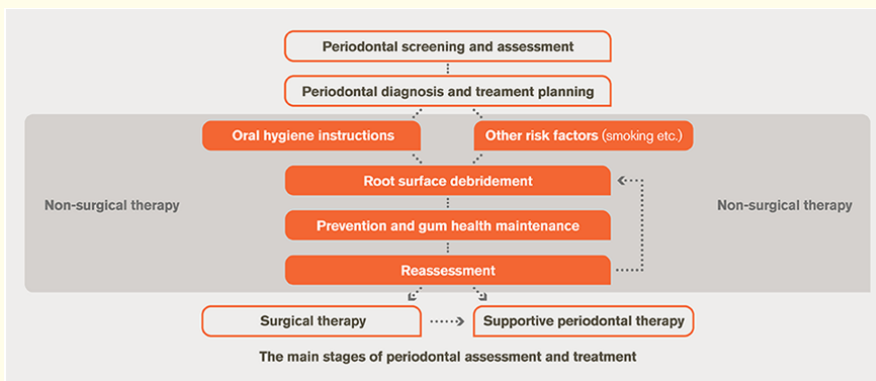 Periodontal screening and assessment
Periodontal diagnosis and treament planning
Oral hygiene instructions
Other risk factors (smoking etc.)
Root surface debridement
Non-surgical therapy
Non-surgical therapy
Prevention and gum health maintenance
Reassessment
Surgical therapy
Supportive periodontal therapy
The main stages of periodontal assessment and treatment